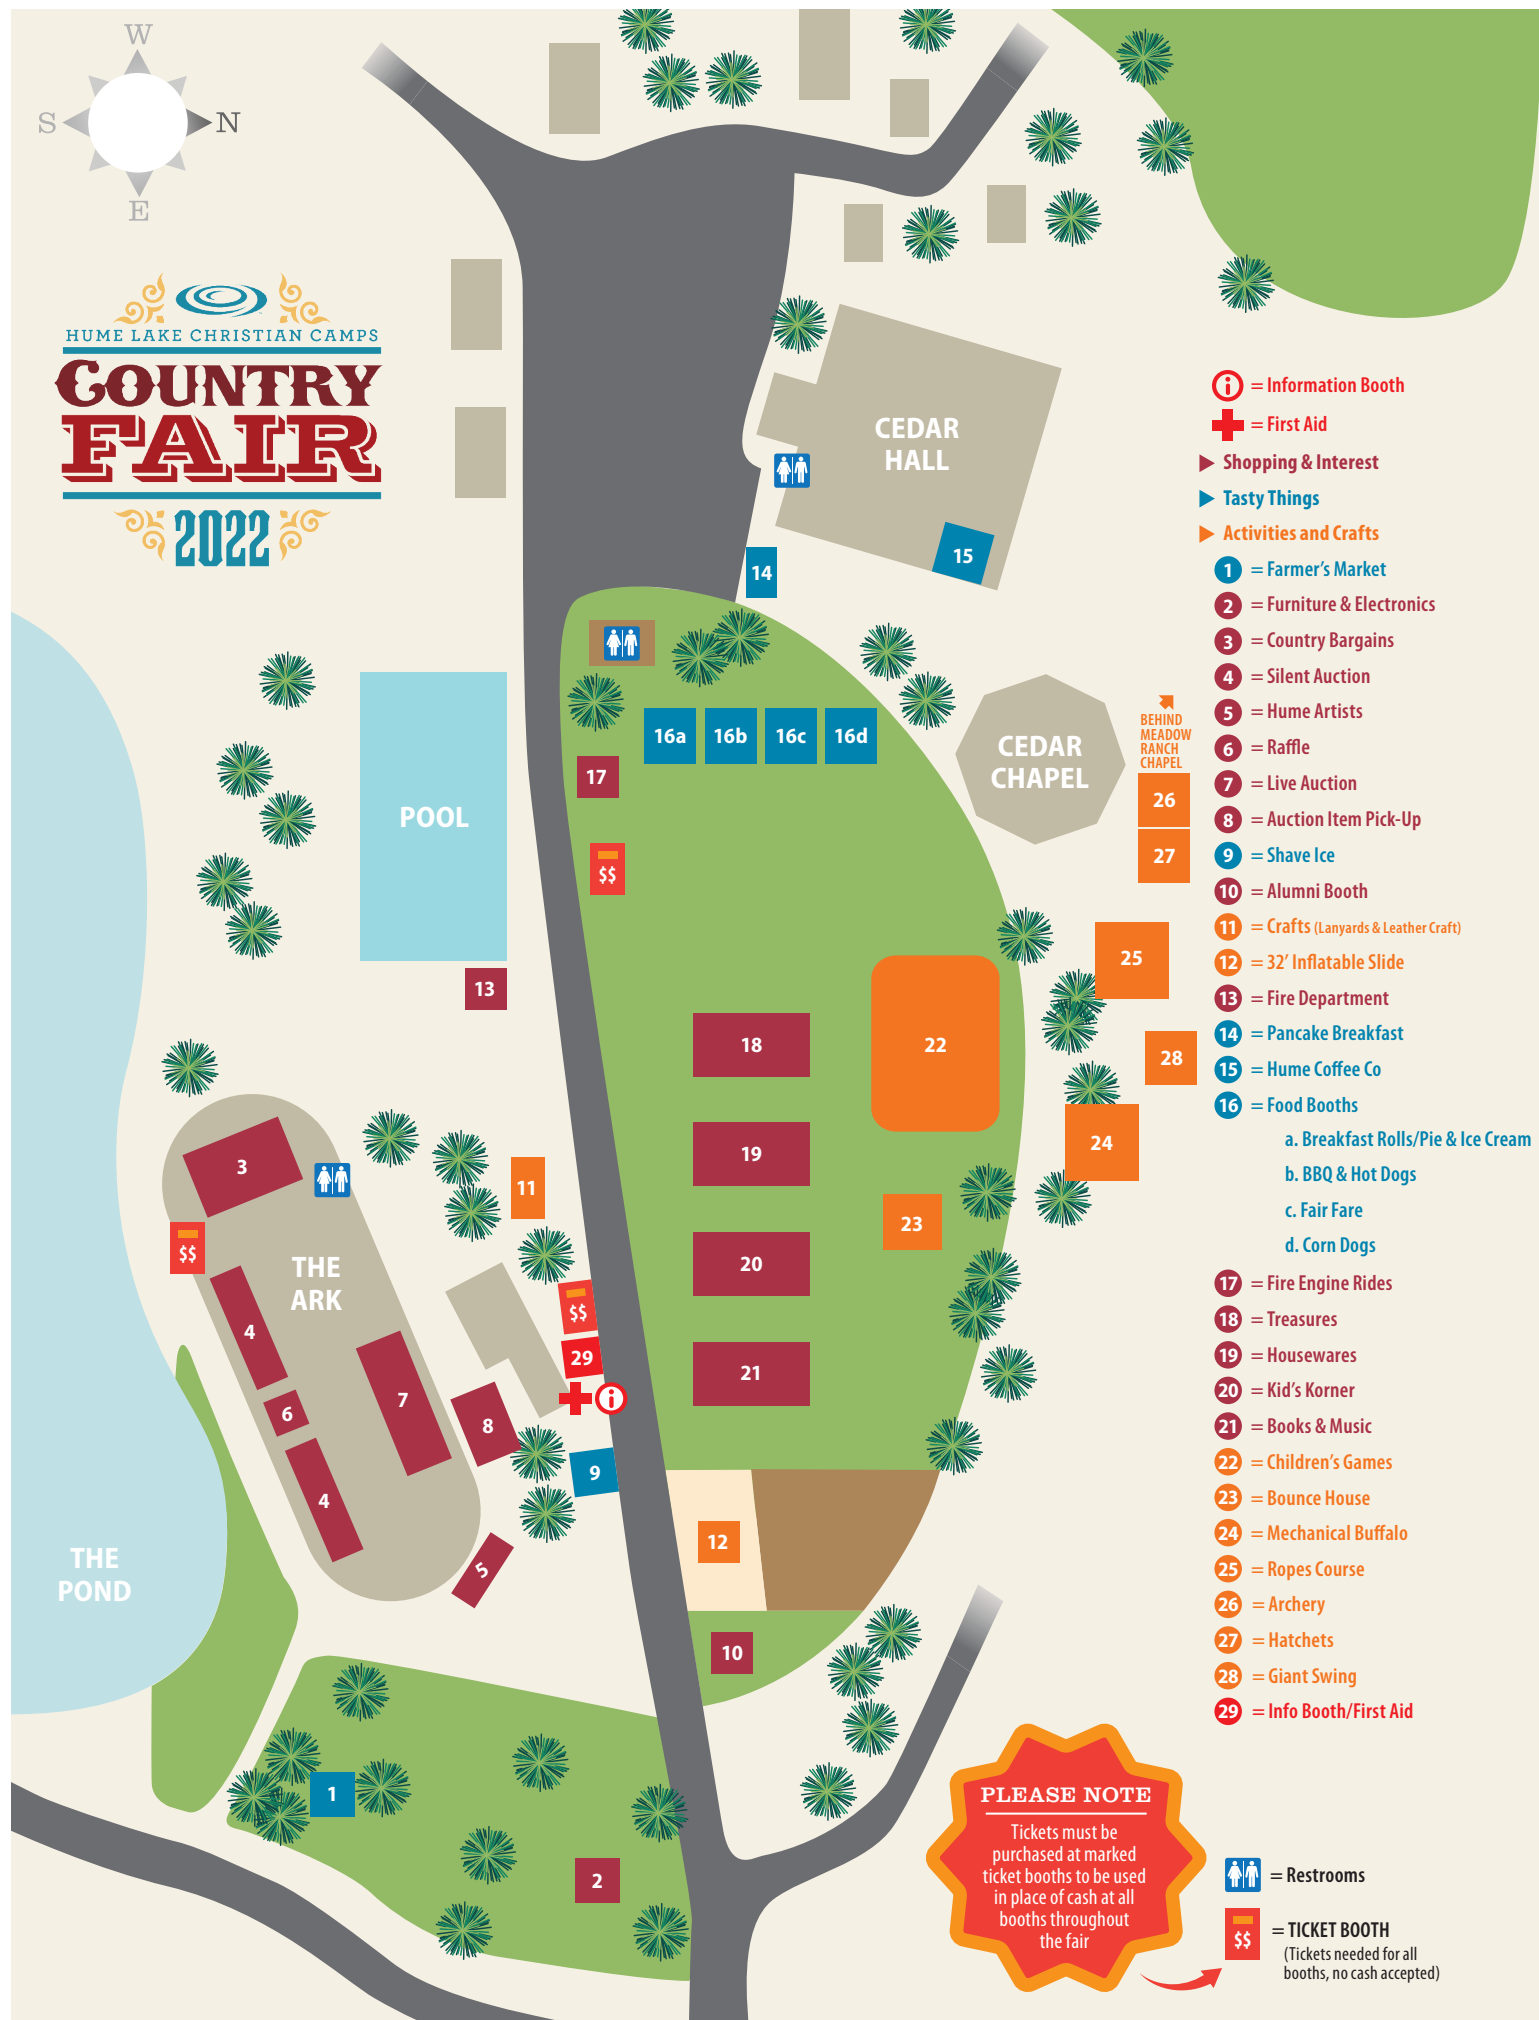 W
S
N
E
HUME LAKE CHRISTIAN CAMPS
COUNTRY
FAIR
2022
CEDAR
HALL
15
14
16a
16b
16c
16d
17
$$
CEDAR
CHAPEL
BEHIND
MEADOW
RANCH
CHAPEL
26
27
25
28
24
POOL
13
18
22
19
23
20
21
3
$$
THE
ARK
11
4
$$
29
6
7
8
9
4
5
12
10
THE
POND
1
2
= Information Booth
= First Aid
Shopping & Interest
Tasty Things
Activities and Crafts
1 = Farmer's Market
2 = Furniture & Electronics
3 = Country Bargains
4 = Silent Auction
5 = Hume Artists
6 = Raffle
7 = Live Auction
8 = Auction Item Pick-Up
9 = Shave Ice
10 = Alumni Booth
11 = Crafts (Lanyards & Leather Craft)
12 = 32' Inflatable Slide
13 = Fire Department
14 = Pancake Breakfast
15 = Hume Coffee Co
16 = Food Booths
a. Breakfast Rolls/Pie & Ice Cream
b. BBQ & Hot Dogs
c. Fair Fare
d. Corn Dogs
17 = Fire Engine Rides
18 = Treasures
19 = Housewares
20 = Kid's Korner
21 = Books & Music
22 = Children's Games
23 = Bounce House
24 = Mechanical Buffalo
25 = Ropes Course
26 = Archery
27 = Hatchets
28 = Giant Swing
29 = Info Booth/First Aid
PLEASE NOTE
Tickets must be
purchased at marked
ticket booths to be used
in place of cash at all
booths throughout
the fair
= Restrooms
$$ = TICKET BOOTH
(Tickets needed for all
booths, no cash accepted)